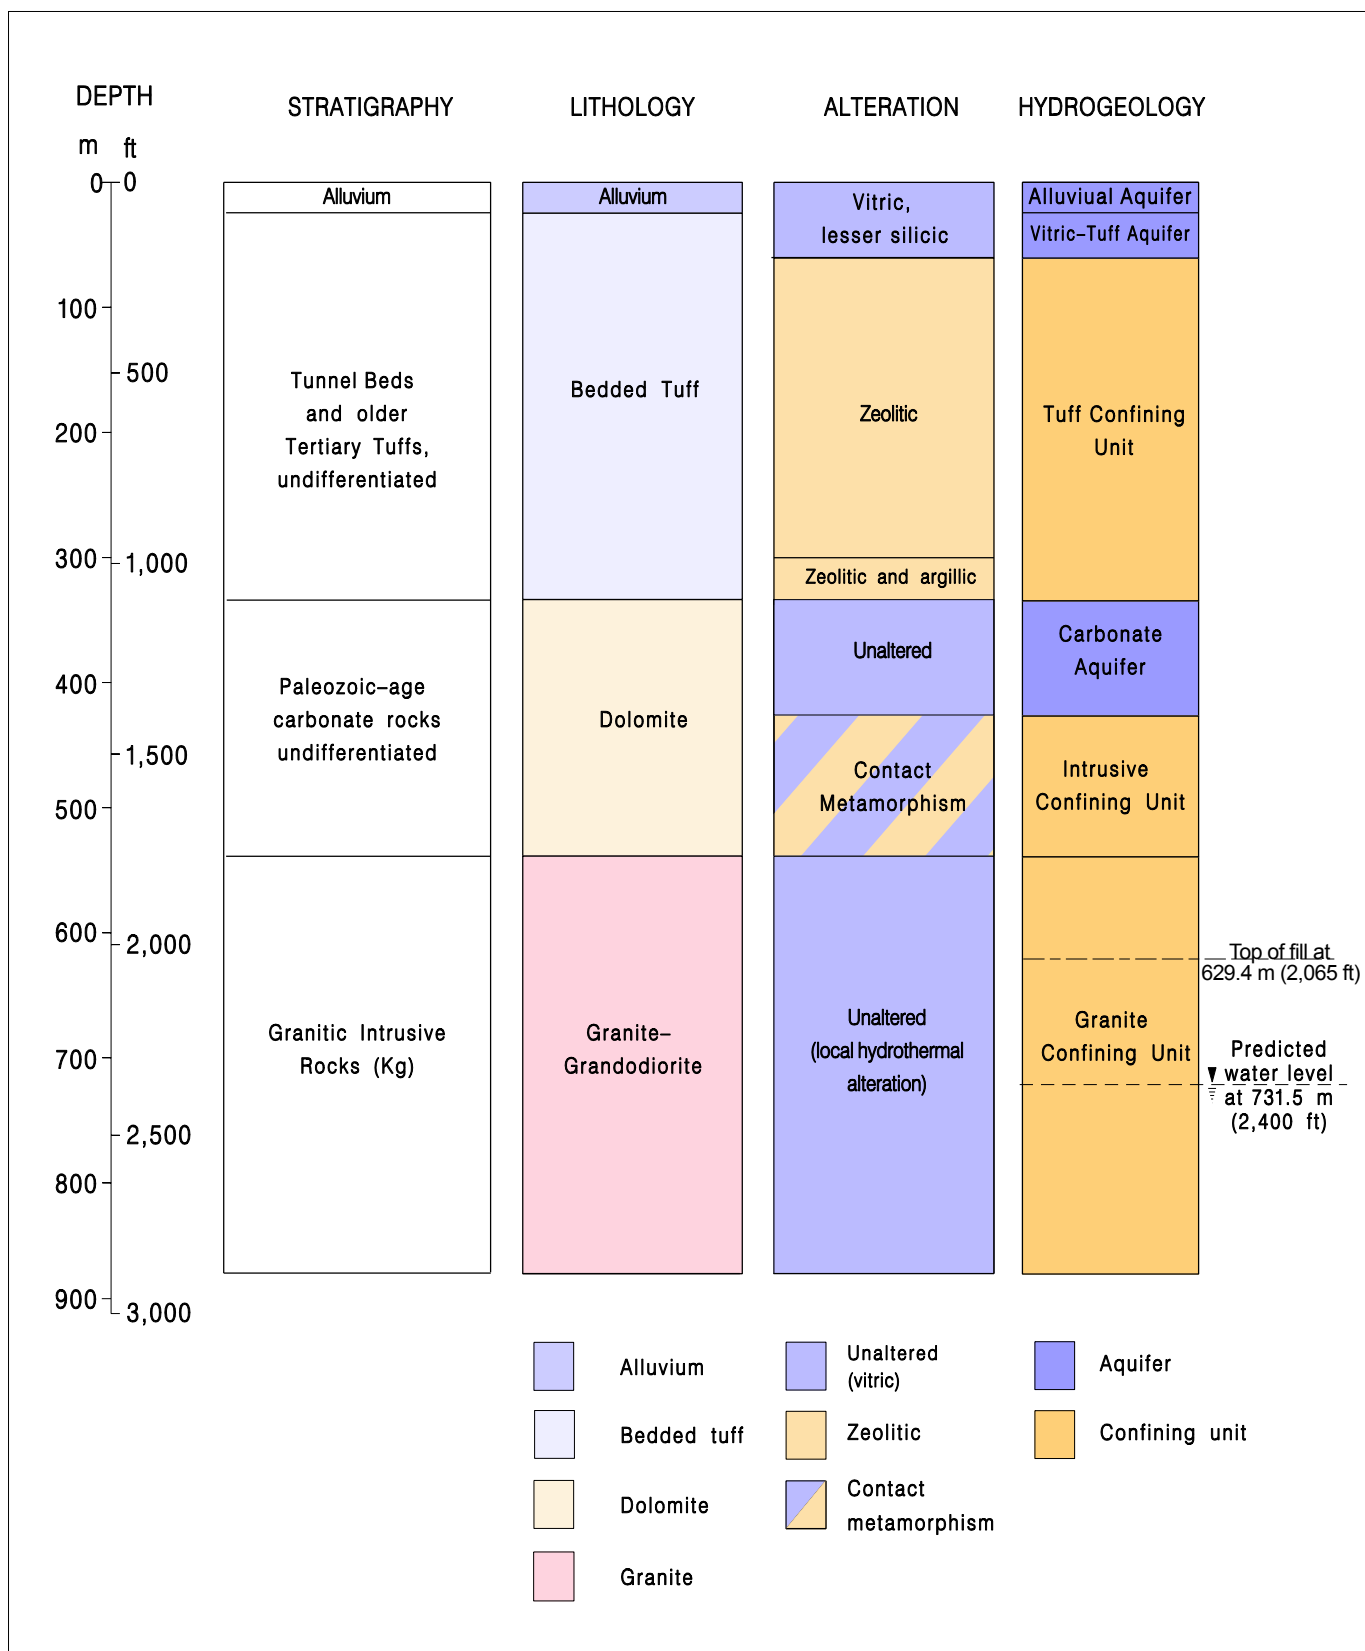 DEPTH
m ft
STRATIGRAPHY
LITHOLOGY
ALTERATION
HYDROGEOLOGY
0
0
100
500
200
300
1,000
400
1,500
500
600
2,000
700
2,500
800
900
3,000
Alluvium
Tunnel Beds
and older
Tertiary Tuffs,
undifferentiated
Paleozoic-age
carbonate rocks
undifferentiated
Granitic Intrusive
Rocks (Kg)
Alluvium
Bedded Tuff
Dolomite
Granite-
Grandodiorite
Vitric,
lesser silicic
Zeolitic
Zeolitic and argillic
Unaltered
Contact
Metamorphism
Unaltered
(local hydrothermal
alteration)
Alluviual Aquifer
Vitric-Tuff Aquifer
Tuff Confining
Unit
Carbonate
Aquifer
Intrusive
Confining Unit
Granite
Confining Unit
Top of fill at
629.4 m (2,065 ft)
Predicted
water level
at 731.5 m
(2,400 ft)
Alluvium
Bedded tuff
Dolomite
Granite
Unaltered
(vitric)
Zeolitic
Contact
metamorphism
Aquifer
Confining unit